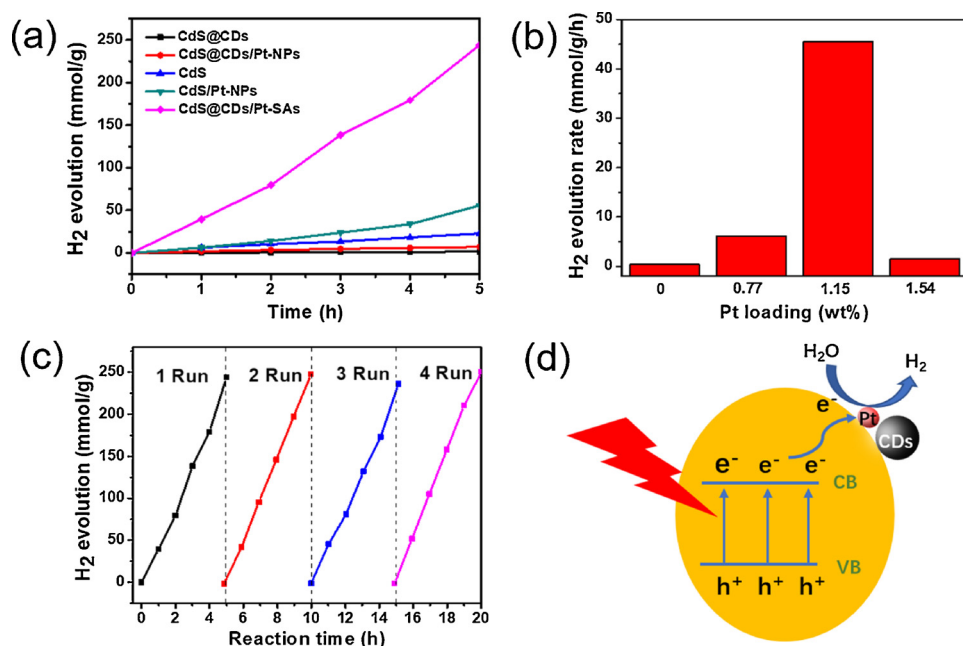 (a)
H2 evolution (mmol/g)
250
200
150
100
50
0
CdS@CDs
CdS@CDs/Pt-NPs
CdS
CdS/Pt-NPs
CdS@CDs/Pt-SAs
0 1 2 3 4 5
Time (h)
(b)
H2 evolution rate (mmol/g/h)
50
40
30
20
10
0
0 0.77 1.15 1.54
Pt loading (wt%)
(c)
H2 evolution (mmol/g)
250
200
150
100
50
0
1 Run 2 Run 3 Run 4 Run
0 2 4 6 8 10 12 14 16 18 20
Reaction time (h)
(d)
H2O H2
e-
Pt
CDs
e- e- e-
CB
VB
h+ h+ h+